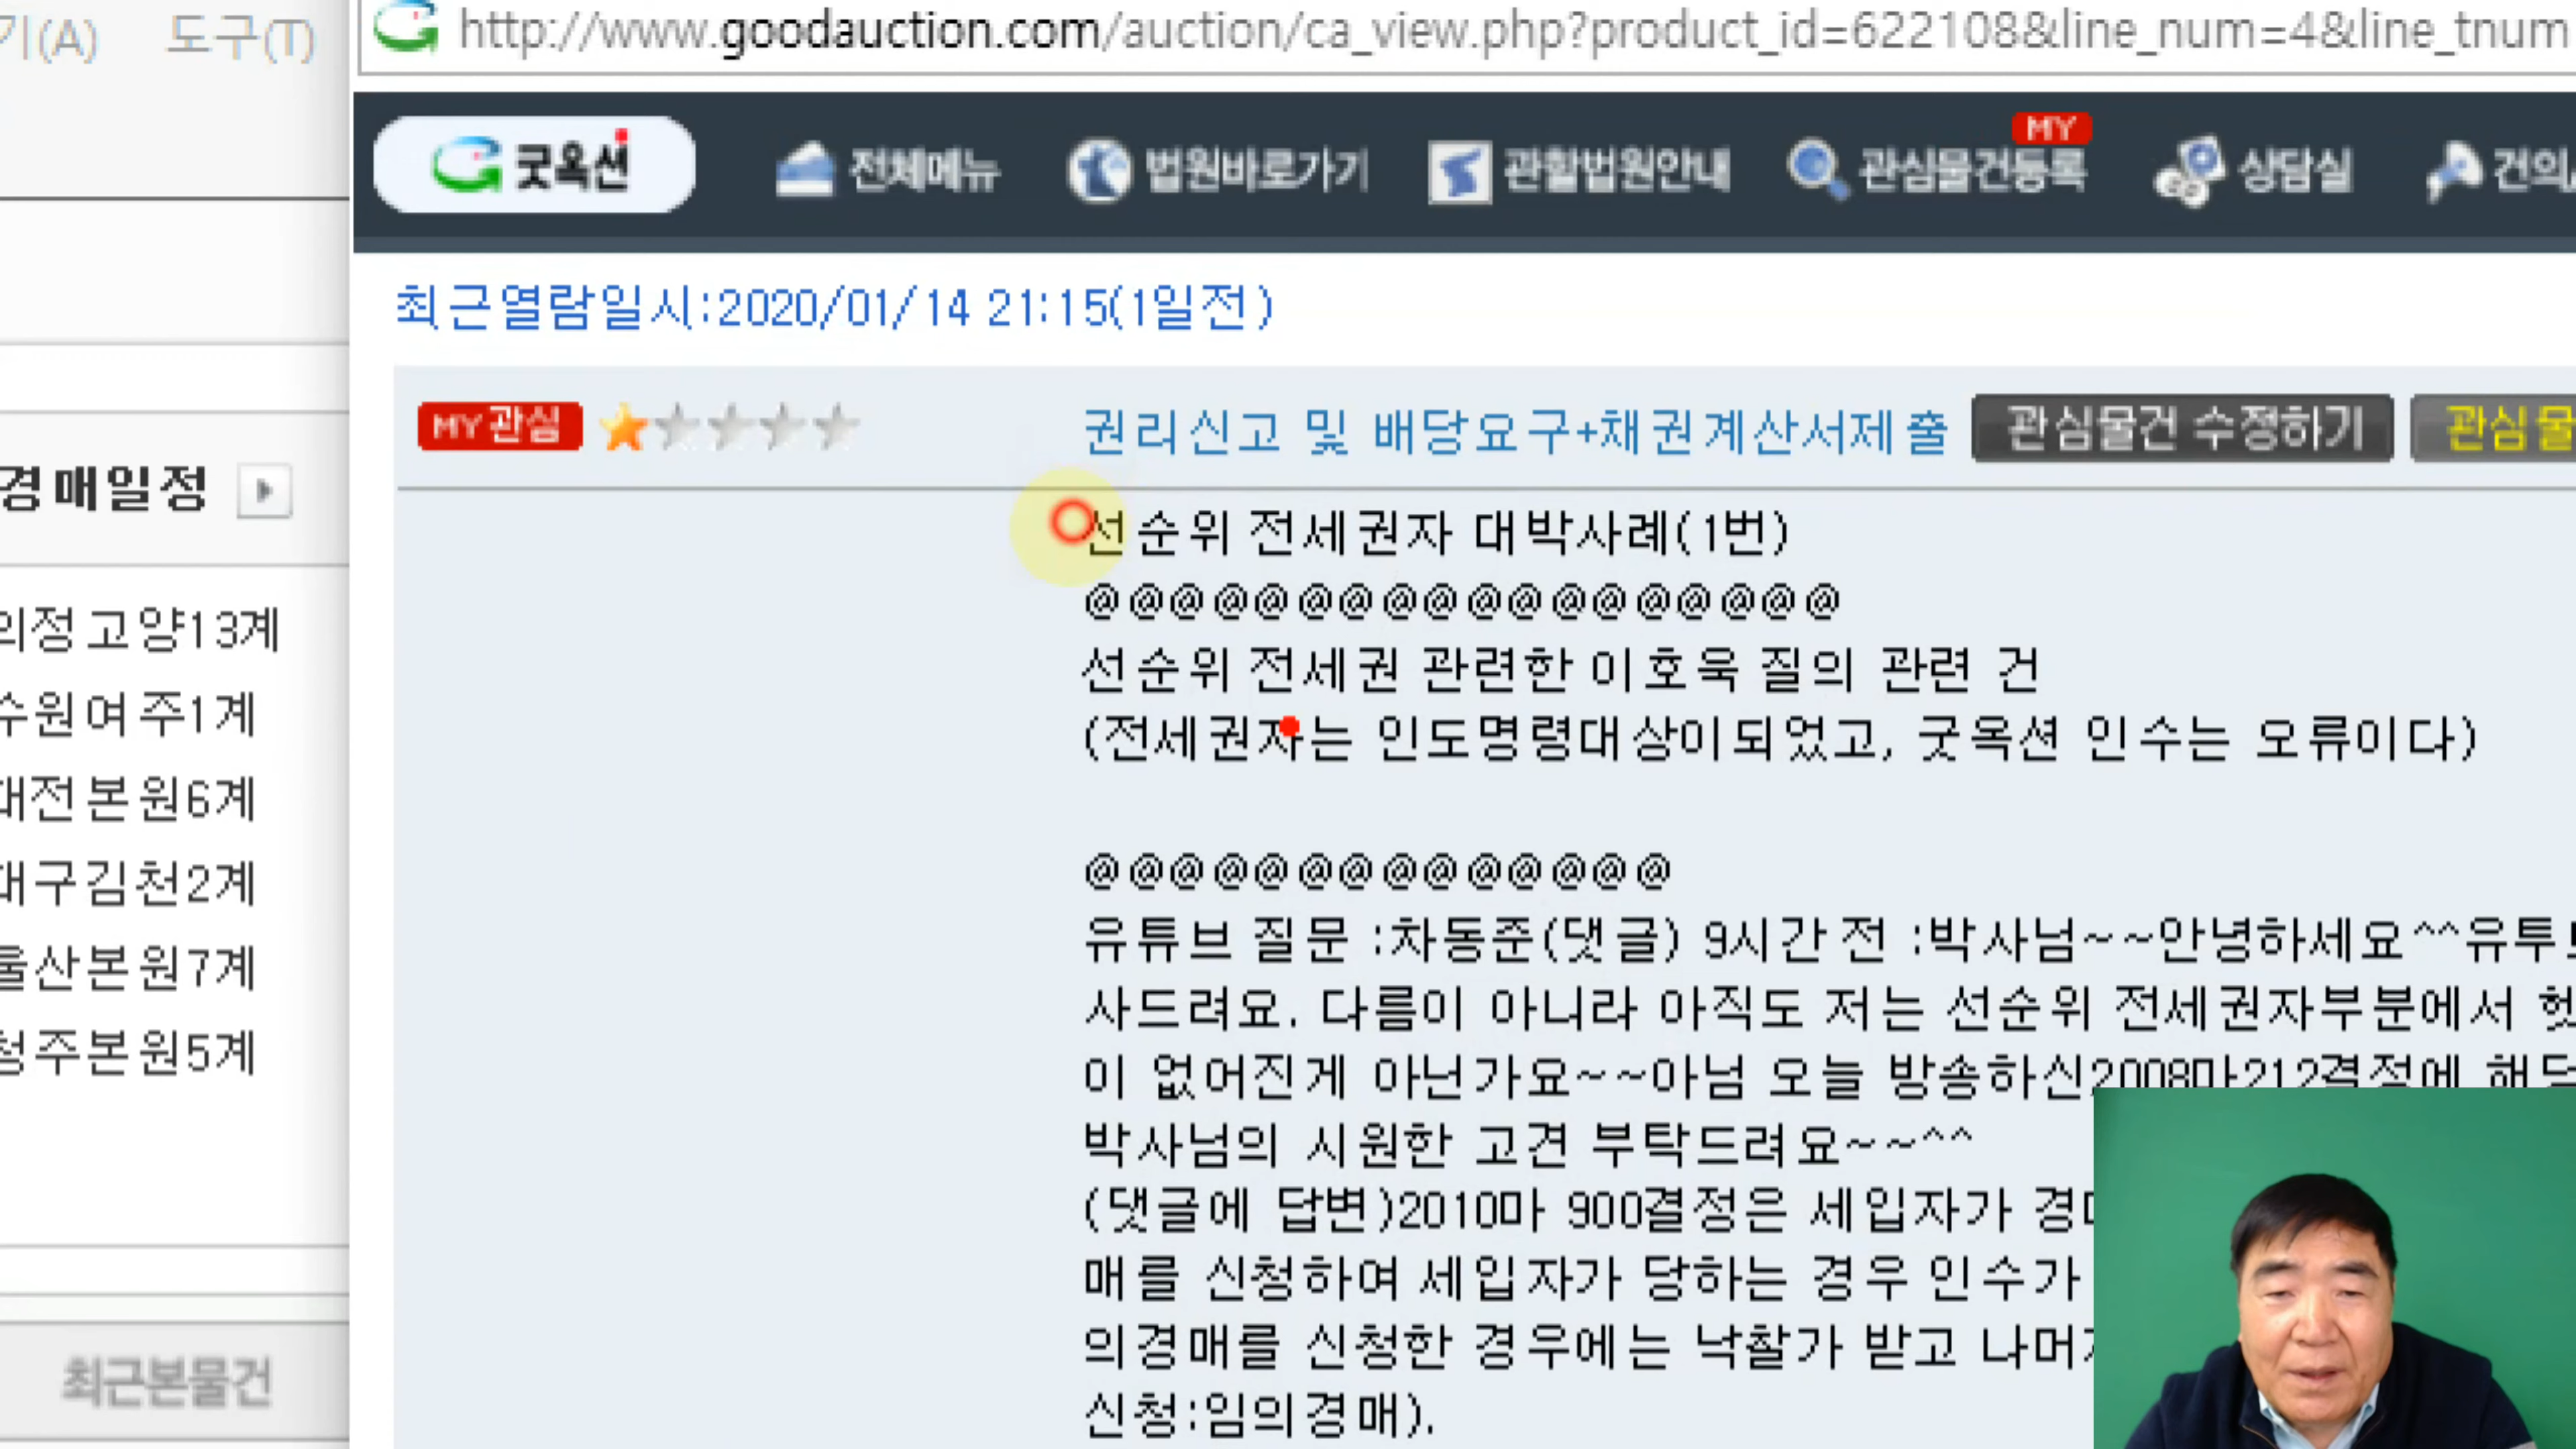 기(A) 도구(T)
http://www.goodauction.com/auction/ca_view.php?product_id=622108&line_num=4&line_tnum
굿옥션 전체메뉴 법원바로가기 관할법원안내 관심물건등록 MY 상담실 건의
최근열람일시:2020/01/14 21:15(1일전)
MY관심 권리신고 및 배당요구+채권계산서제출 관심물건 수정하기 관심물
경매일정
선순위 전세권자 대박사례(1번)
@@@@@@@@@@@@@@@@@@
선순위 전세권 관련한 이호욱 질의 관련 건
(전세권자는 인도명령대상이되었고, 굿옥션 인수는 오류이다)
@@@@@@@@@@@@@@
유튜브 질문 :차동준(댓글) 9시간 전 :박사님~~안녕하세요^^유투브
사드려요. 다름이 아니라 아직도 저는 선순위 전세권자부분에서 헛
이 없어진게 아닌가요~~아님 오늘 방송하신2008마212결정에 해당
박사님의 시원한 고견 부탁드려요~~^^
(댓글에 답변)2010마 900결정은 세입자가 경매
매를 신청하여 세입자가 당하는 경우 인수가
의경매를 신청한 경우에는 낙찰가 받고 나머지
신청:임의경매).
의정고양13계
수원여주1계
대전본원6계
대구김천2계
울산본원7계
청주본원5계
최근본물건